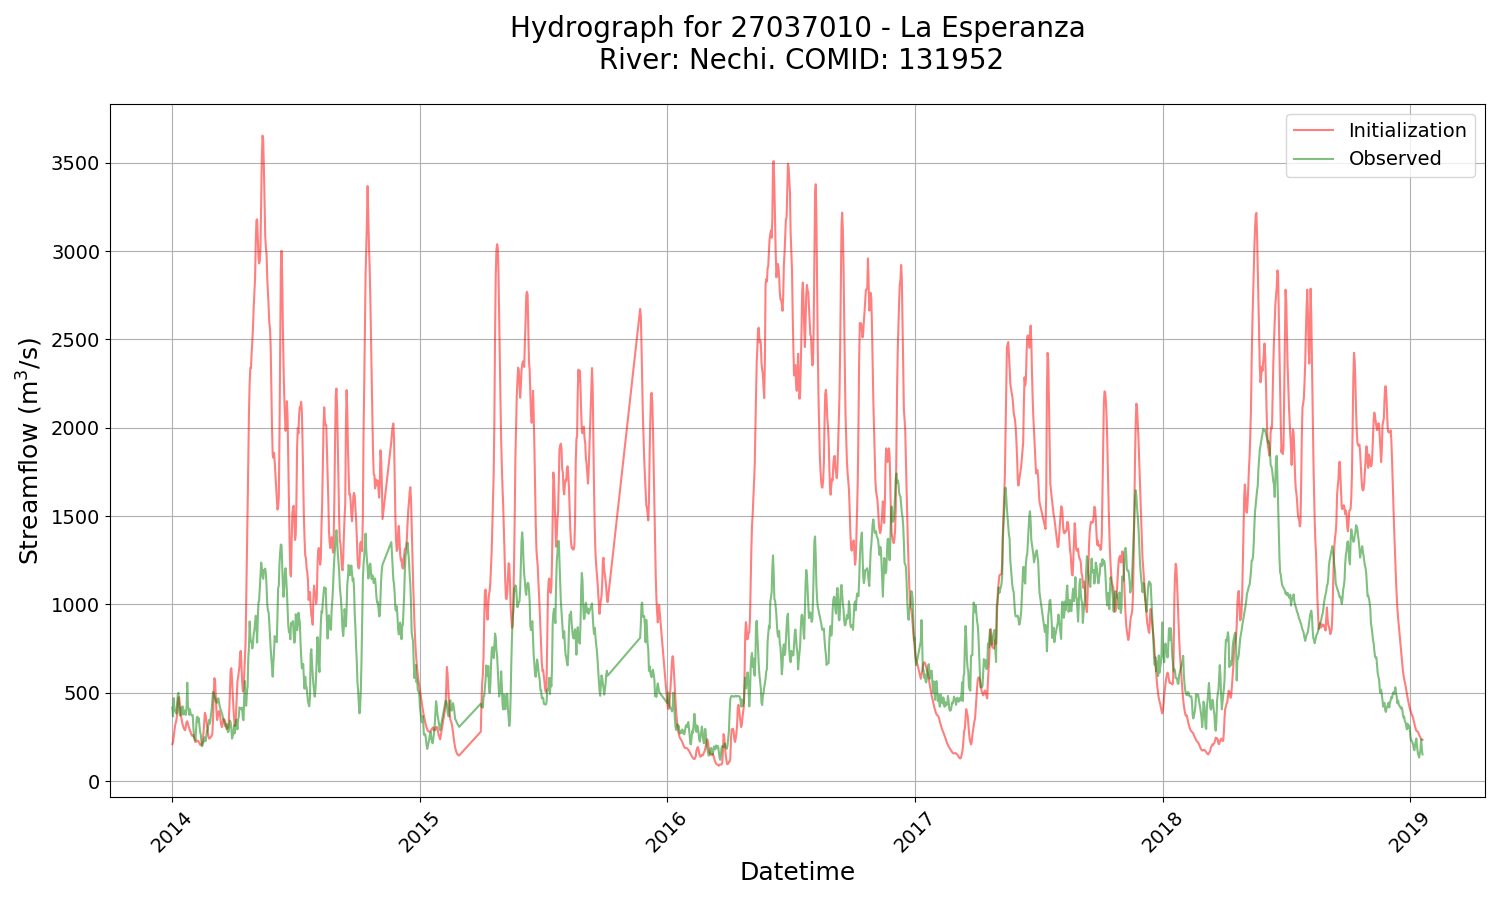 Hydrograph for 27037010 - La Esperanza
River: Nechi. COMID: 131952
Initialization
Observed
Streamflow (m³/s)
3500
3000
2500
2000
1500
1000
500
0
2014
2015
2016
2017
2018
2019
Datetime